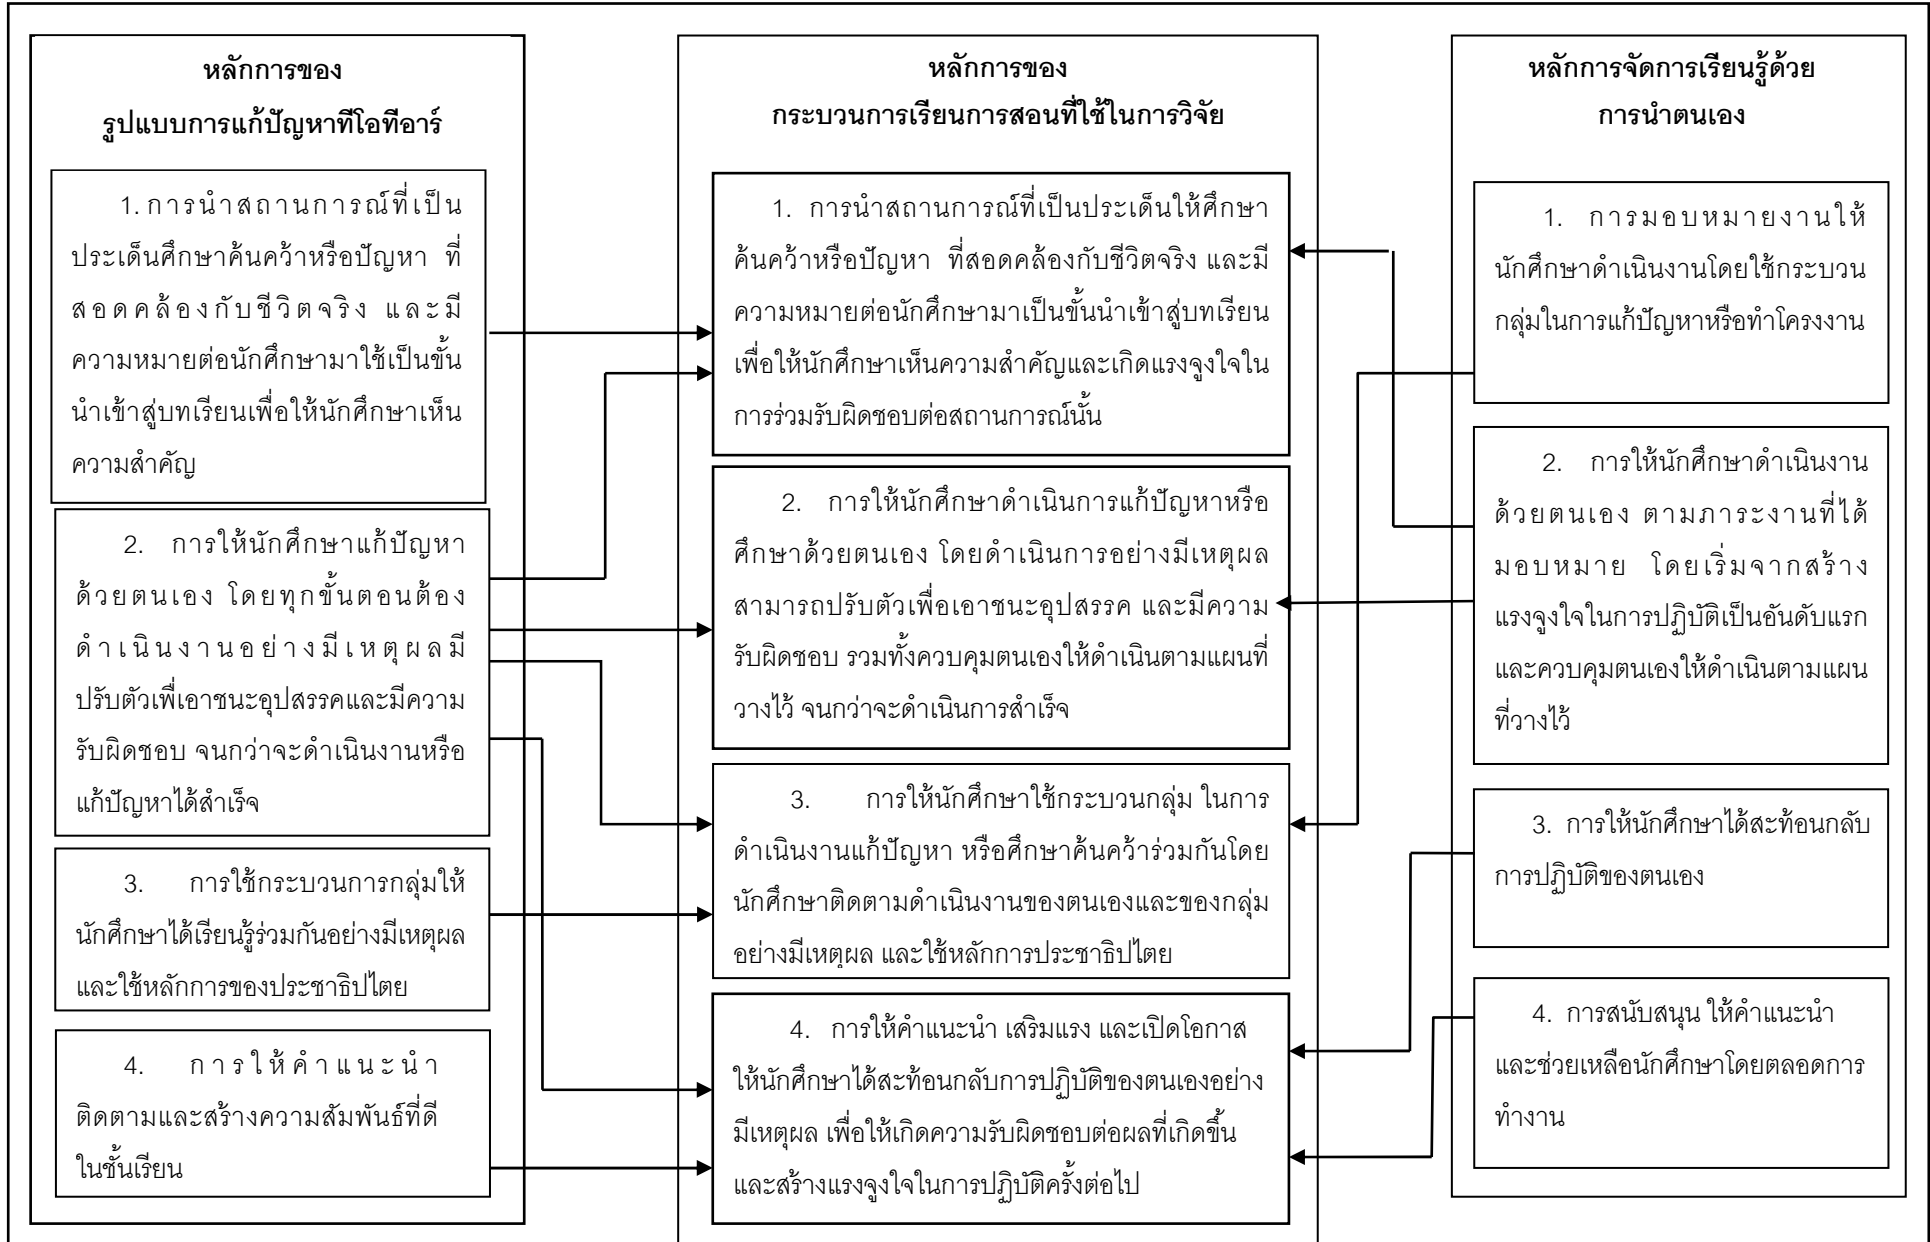 หลักการของ
รูปแบบการแก้ปัญหาทีโอทีอาร์
1. การนำสถานการณ์ที่เป็น
ประเด็นศึกษาค้นคว้าหรือปัญหา ที่
สอดคล้องกับชีวิตจริง และมี
ความหมายต่อนักศึกษามาใช้เป็นขั้น
นำเข้าสู่บทเรียนเพื่อให้นักศึกษาเห็น
ความสำคัญ
2. การให้นักศึกษาแก้ปัญหา
ด้วยตนเอง โดยทุกขั้นตอนต้อง
ดำเนินงานอย่างมีเหตุผลมี
ปรับตัวเพื่เอาชนะอุปสรรคและมีความ
รับผิดชอบ จนกว่าจะดำเนินงานหรือ
แก้ปัญหาได้สำเร็จ
3. การใช้กระบวนการกลุ่มให้
นักศึกษาได้เรียนรู้ร่วมกันอย่างมีเหตุผล
และใช้หลักการของประชาธิปไตย
4. การให้คำแนะนำ
ติดตามและสร้างความสัมพันธ์ที่ดี
ในชั้นเรียน
หลักการของ
กระบวนการเรียนการสอนที่ใช้ในการวิจัย
1. การนำสถานการณ์ที่เป็นประเด็นให้ศึกษา
ค้นคว้าหรือปัญหา ที่สอดคล้องกับชีวิตจริง และมี
ความหมายต่อนักศึกษามาเป็นขั้นนำเข้าสู่บทเรียน
เพื่อให้นักศึกษาเห็นความสำคัญและเกิดแรงจูงใจใน
การร่วมรับผิดชอบต่อสถานการณ์นั้น
2. การให้นักศึกษาดำเนินการแก้ปัญหาหรือ
ศึกษาด้วยตนเอง โดยดำเนินการอย่างมีเหตุผล
สามารถปรับตัวเพื่อเอาชนะอุปสรรค และมีความ
รับผิดชอบ รวมทั้งควบคุมตนเองให้ดำเนินตามแผนที่
วางไว้ จนกว่าจะดำเนินการสำเร็จ
3. การให้นักศึกษาใช้กระบวนกลุ่ม ในการ
ดำเนินงานแก้ปัญหา หรือศึกษาค้นคว้าร่วมกันโดย
นักศึกษาติดตามดำเนินงานของตนเองและของกลุ่ม
อย่างมีเหตุผล และใช้หลักการประชาธิปไตย
4. การให้คำแนะนำ เสริมแรง และเปิดโอกาส
ให้นักศึกษาได้สะท้อนกลับการปฏิบัติของตนเองอย่าง
มีเหตุผล เพื่อให้เกิดความรับผิดชอบต่อผลที่เกิดขึ้น
และสร้างแรงจูงใจในการปฏิบัติครั้งต่อไป
หลักการจัดการเรียนรู้ด้วย
การนำตนเอง
1. การมอบหมายงานให้
นักศึกษาดำเนินงานโดยใช้กระบวน
กลุ่มในการแก้ปัญหาหรือทำโครงงาน
2. การให้นักศึกษาดำเนินงาน
ด้วยตนเอง ตามภาระงานที่ได้
มอบหมาย โดยเริ่มจากสร้าง
แรงจูงใจในการปฏิบัติเป็นอันดับแรก
และควบคุมตนเองให้ดำเนินตามแผน
ที่วางไว้
3. การให้นักศึกษาได้สะท้อนกลับ
การปฏิบัติของตนเอง
4. การสนับสนุน ให้คำแนะนำ
และช่วยเหลือนักศึกษาโดยตลอดการ
ทำงาน